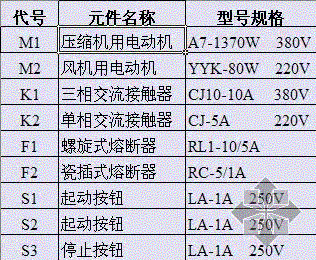 代号 元件名称 型号规格
M1 压缩机用电动机 A7-1370W 380V
M2 风机用电动机 YYK-80W 220V
K1 三相交流接触器 CJ10-10A 380V
K2 单相交流接触器 CJ-5A 220V
F1 螺旋式熔断器 RL1-10/5A
F2 瓷插式熔断器 RC-5/1A
S1 起动按钮 LA-1A 250V
S2 起动按钮 LA-1A 250V
S3 停止按钮 LA-1A 250V